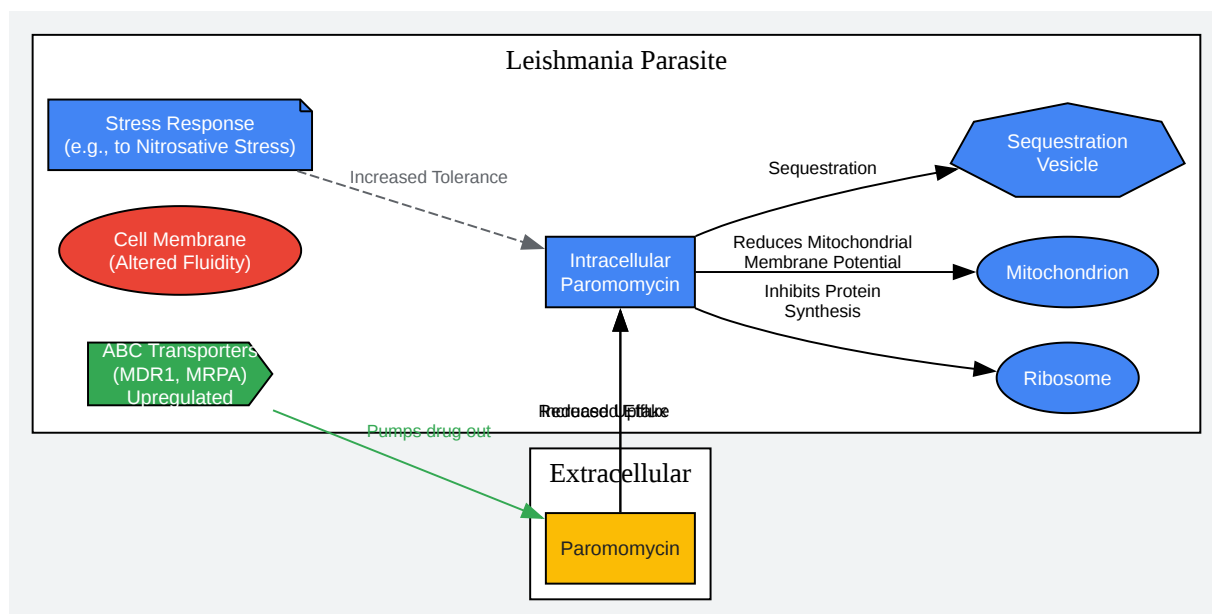 Leishmania Parasite
Stress Response
(e.g., to Nitrosative Stress)
Increased Tolerance
Cell Membrane
(Altered Fluidity)
ABC Transporters
(MDR1, MRPA)
Upregulated
Pumps drug out
Intracellular
Paromomycin
Sequestration
Reduces Mitochondrial
Membrane Potential
Inhibits Protein
Synthesis
Sequestration
Vesicle
Mitochondrion
Ribosome
Extracellular
Paromomycin